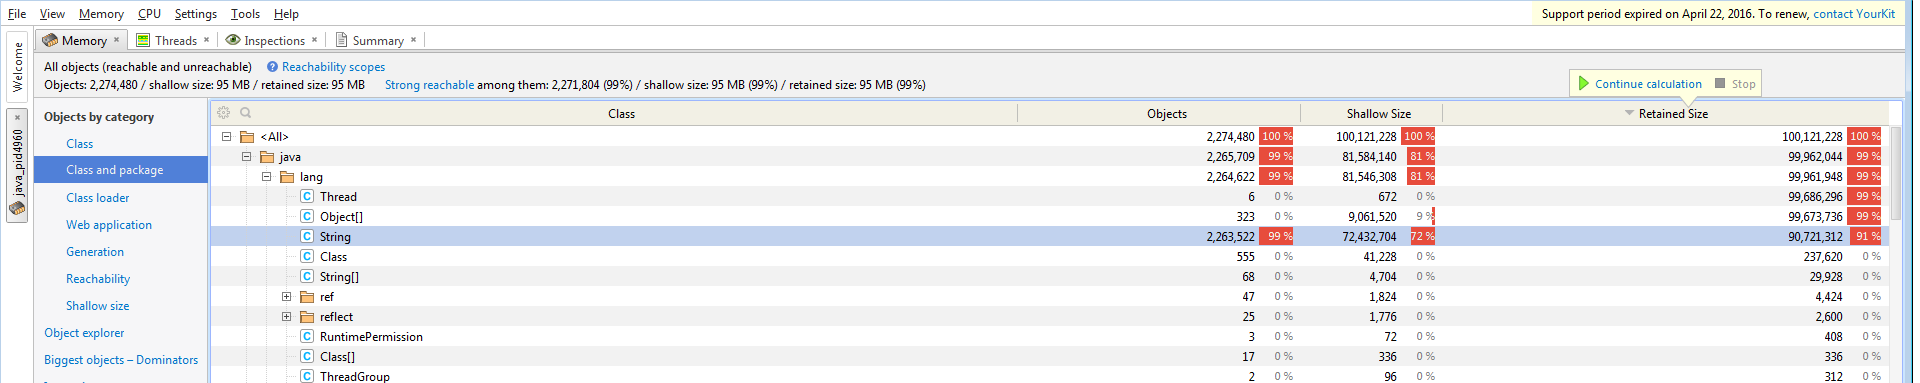 File View Memory CPU Settings Tools Help
Support period expired on April 22, 2016. To renew, contact YourKit
Welcome
java_pid4960
Memory × Threads × Inspections × Summary ×
All objects (reachable and unreachable) ? Reachability scopes
Objects: 2,274,480 / shallow size: 95 MB / retained size: 95 MB Strong reachable among them: 2,271,804 (99%) / shallow size: 95 MB (99%) / retained size: 95 MB (99%)
Continue calculation Stop
Objects by category
Class
Class and package
Class loader
Web application
Generation
Reachability
Shallow size
Object explorer
Biggest objects – Dominators
Class Objects Shallow Size Retained Size
<All> 2,274,480 100 % 100,121,228 100 % 100,121,228 100 %
java 2,265,709 99 % 81,584,140 81 % 99,962,044 99 %
lang 2,264,622 99 % 81,546,308 81 % 99,961,948 99 %
C Thread 6 0 % 672 0 % 99,686,296 99 %
C Object[] 323 0 % 9,061,520 9 % 99,673,736 99 %
C String 2,263,522 99 % 72,432,704 72 % 90,721,312 91 %
C Class 555 0 % 41,228 0 % 237,620 0 %
C String[] 68 0 % 4,704 0 % 29,928 0 %
ref 47 0 % 1,824 0 % 4,424 0 %
reflect 25 0 % 1,776 0 % 2,600 0 %
C RuntimePermission 3 0 % 72 0 % 408 0 %
C Class[] 17 0 % 336 0 % 336 0 %
C ThreadGroup 2 0 % 96 0 % 312 0 %